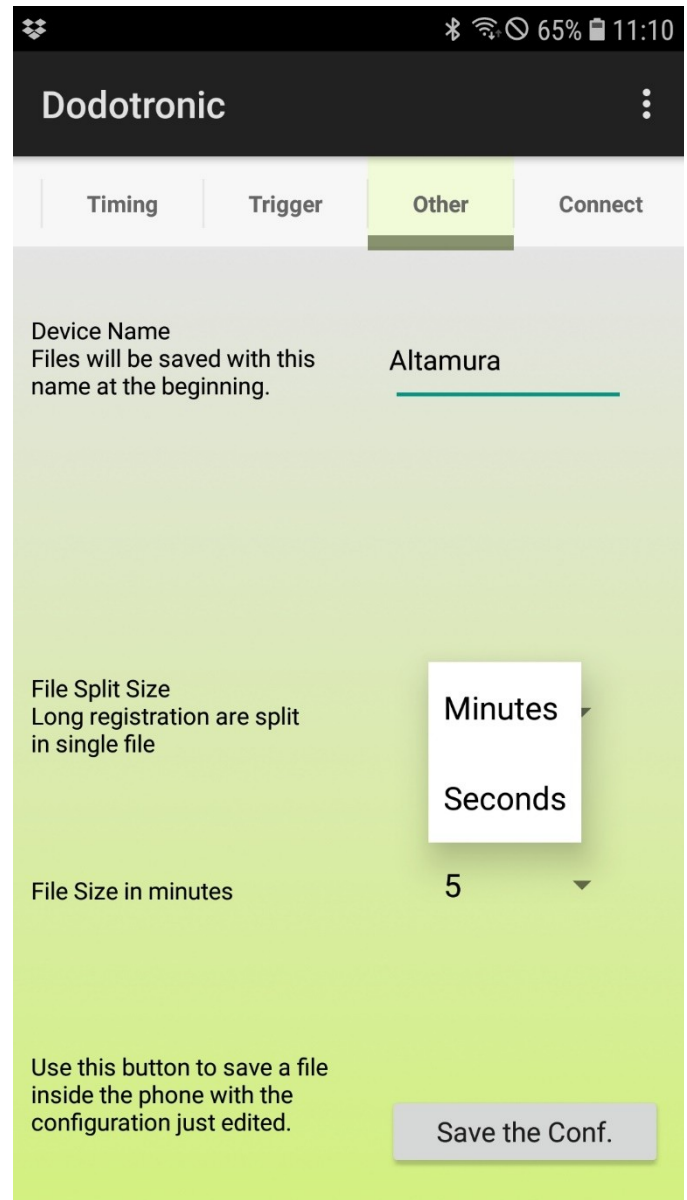 65% 11:10
Dodotronic
Timing Trigger Other Connect
Device Name
Files will be saved with this
name at the beginning.
Altamura
File Split Size
Long registration are split
in single file
Minutes
Seconds
File Size in minutes
5
Use this button to save a file
inside the phone with the
configuration just edited.
Save the Conf.